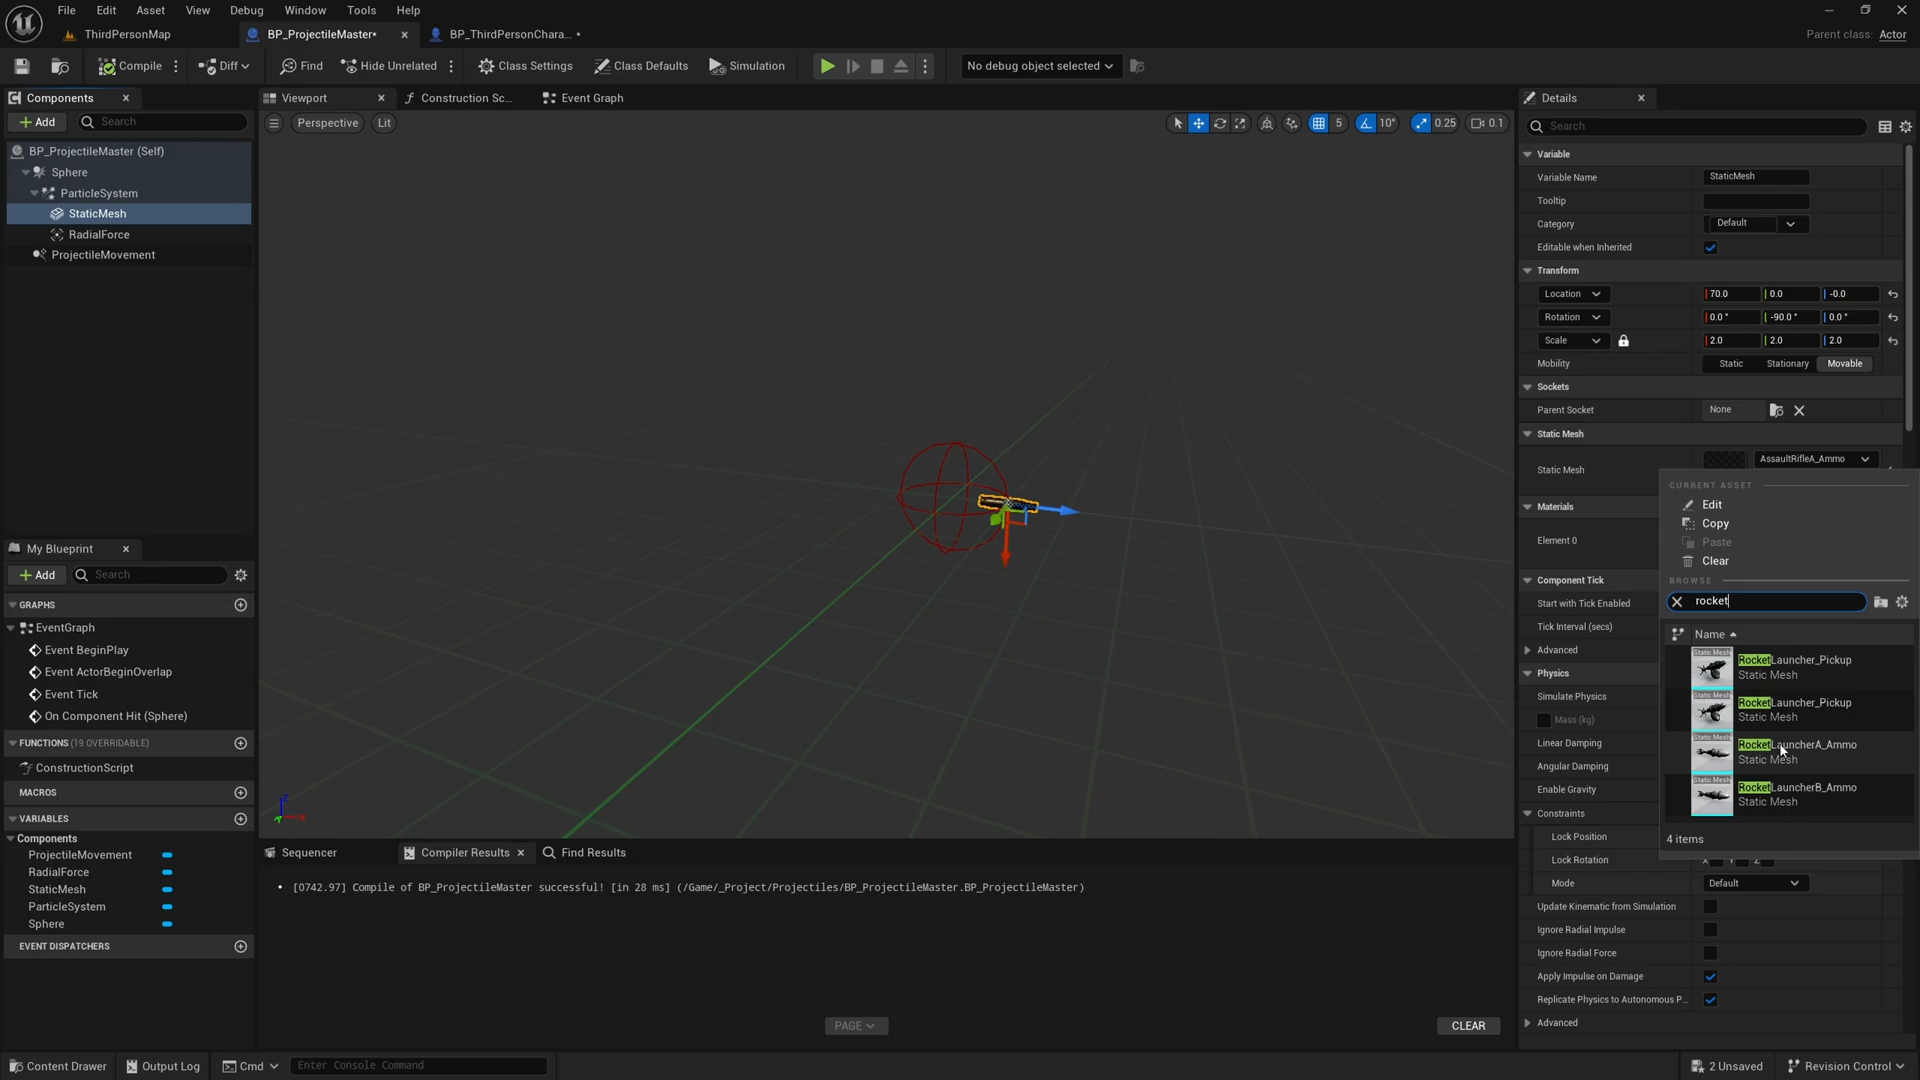 File Edit Asset View Debug Window Tools Help
ThirdPersonMap BP_ProjectileMaster* BP_ThirdPersonChara... *
Parent class: Actor
Compile Diff Find Hide Unrelated Class Settings Class Defaults Simulation No debug object selected
Components
Add Search
BP_ProjectileMaster (Self)
Sphere
ParticleSystem
StaticMesh
RadialForce
ProjectileMovement
My Blueprint
Add Search
GRAPHS
EventGraph
Event BeginPlay
Event ActorBeginOverlap
Event Tick
On Component Hit (Sphere)
FUNCTIONS (19 OVERRIDABLE)
ConstructionScript
MACROS
VARIABLES
Components
ProjectileMovement
RadialForce
StaticMesh
ParticleSystem
Sphere
EVENT DISPATCHERS
Viewport Construction Sc... Event Graph
Perspective Lit
5 10° 0.25 0.1
Sequencer Compiler Results Find Results
• [0742.97] Compile of BP_ProjectileMaster successful! [in 28 ms] (/Game/_Project/Projectiles/BP_ProjectileMaster.BP_ProjectileMaster)
PAGE
CLEAR
Details
Search
Variable
Variable Name StaticMesh
Tooltip
Category Default
Editable when Inherited
Transform
Location 70.0 0.0 -0.0
Rotation 0.0 ° -90.0 ° 0.0 °
Scale 2.0 2.0 2.0
Mobility Static Stationary Movable
Sockets
Parent Socket None
Static Mesh
Static Mesh AssaultRifleA_Ammo
Materials
Element 0
Component Tick
Start with Tick Enabled
Tick Interval (secs)
Advanced
Physics
Simulate Physics
Mass (kg)
Linear Damping
Angular Damping
Enable Gravity
Constraints
Lock Position
Lock Rotation
Mode Default
Update Kinematic from Simulation
Ignore Radial Impulse
Ignore Radial Force
Apply Impulse on Damage
Replicate Physics to Autonomous P...
Advanced
CURRENT ASSET
Edit
Copy
Paste
Clear
BROWSE
rocket
Name
Static Mesh
RocketLauncher_Pickup
Static Mesh
Static Mesh
RocketLauncher_Pickup
Static Mesh
Static Mesh
RocketLauncherA_Ammo
Static Mesh
Static Mesh
RocketLauncherB_Ammo
Static Mesh
4 items
Content Drawer Output Log Cmd Enter Console Command
2 Unsaved Revision Control